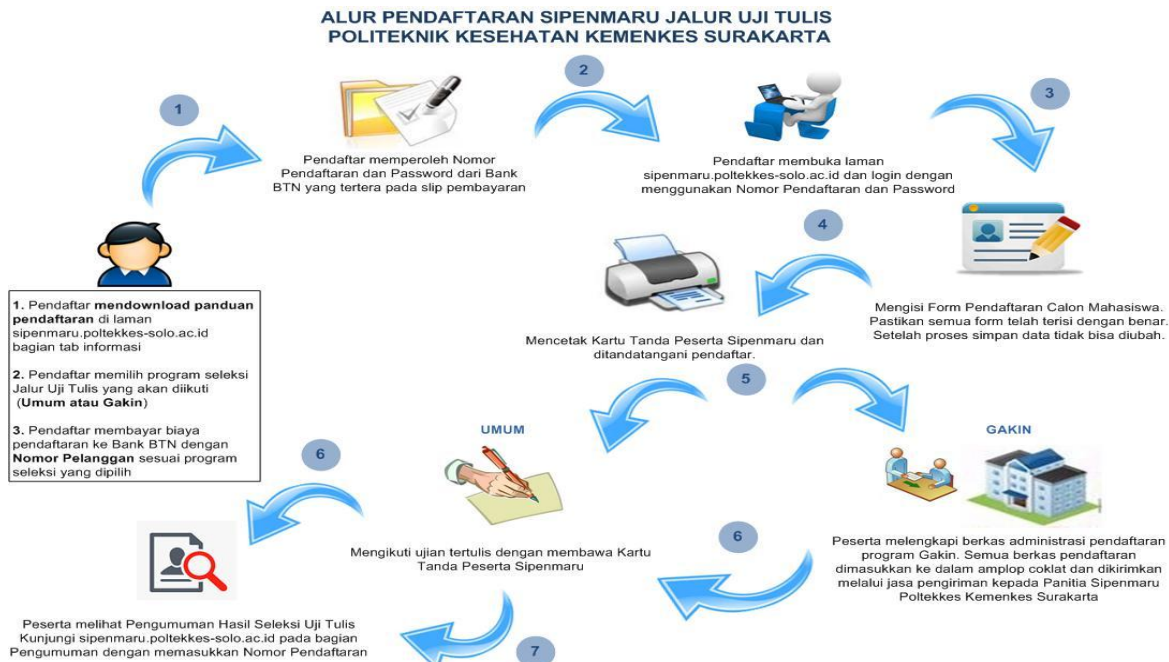 ALUR PENDAFTARAN SIPENMARU JALUR UJI TULIS
POLITEKNIK KESEHATAN KEMENKES SURAKARTA
1
Pendaftar memperoleh Nomor
Pendaftaran dan Password dari Bank
BTN yang tertera pada slip pembayaran
2
Pendaftar membuka laman
sipenmaru.poltekkes-solo.ac.id dan login dengan
menggunakan Nomor Pendaftaran dan Password
3
1. Pendaftar mendownload panduan
pendaftaran di laman
sipenmaru.poltekkes-solo.ac.id
bagian tab informasi
2. Pendaftar memilih program seleksi
Jalur Uji Tulis yang akan diikuti
(Umum atau Gakin)
3. Pendaftar membayar biaya
pendaftaran ke Bank BTN dengan
Nomor Pelanggan sesuai program
seleksi yang dipilih
Mengisi Form Pendaftaran Calon Mahasiswa.
Pastikan semua form telah terisi dengan benar.
Setelah proses simpan data tidak bisa diubah.
4
Mencetak Kartu Tanda Peserta Sipenmaru dan
ditandatangani pendaftar.
5
UMUM
GAKIN
6
Mengikuti ujian tertulis dengan membawa Kartu
Tanda Peserta Sipenmaru
6
Peserta melengkapi berkas administrasi pendaftaran
program Gakin. Semua berkas pendaftaran
dimasukkan ke dalam amplop coklat dan dikirimkan
melalui jasa pengiriman kepada Panitia Sipenmaru
Poltekkes Kemenkes Surakarta
Peserta melihat Pengumuman Hasil Seleksi Uji Tulis
Kunjungi sipenmaru.poltekkes-solo.ac.id pada bagian
Pengumuman dengan memasukkan Nomor Pendaftaran
7